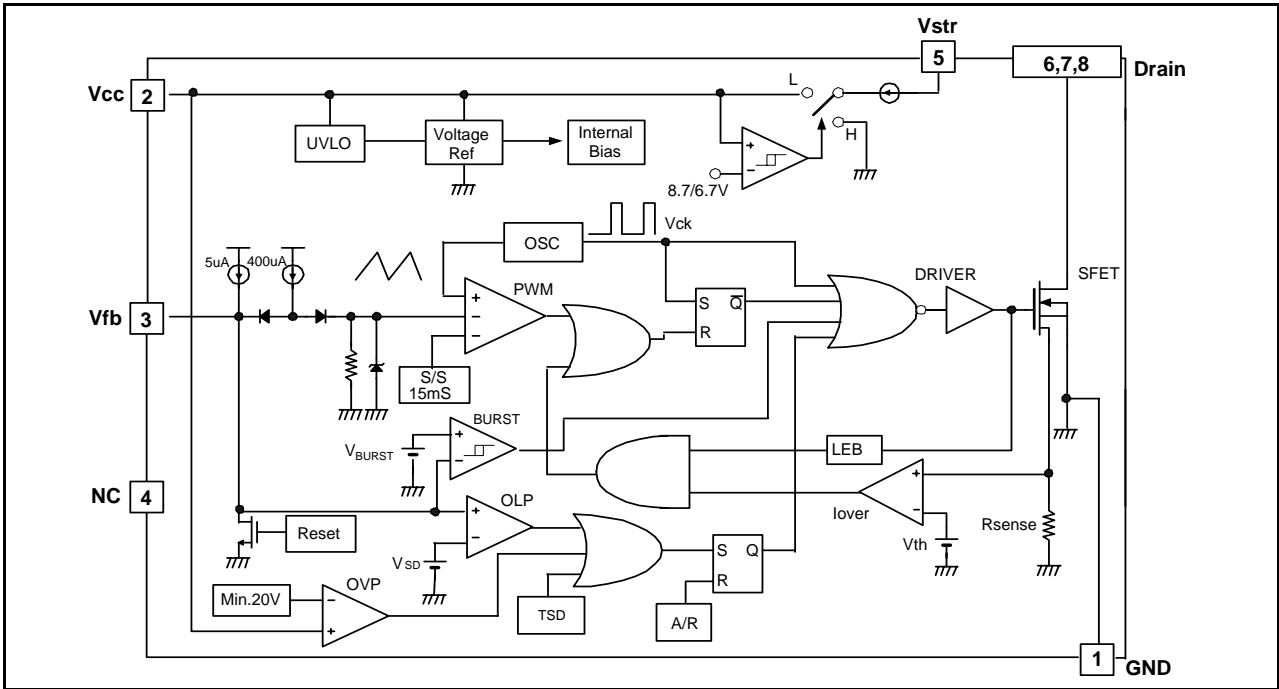 Vstr
5
6,7,8
Drain
Vcc
2
L
H
UVLO
Voltage
Ref
Internal
Bias
8.7/6.7V
+
−
OSC
Vck
5uA
400uA
DRIVER
SFET
Vfb
3
+
−
−
PWM
S
Q
R
S/S
15mS
BURST
VBURST
+
−
LEB
NC
4
OLP
+
−
Iover
+
−
Vth
Rsense
Reset
VSD
S
Q
R
OVP
Min.20V
−
+
TSD
A/R
1
GND